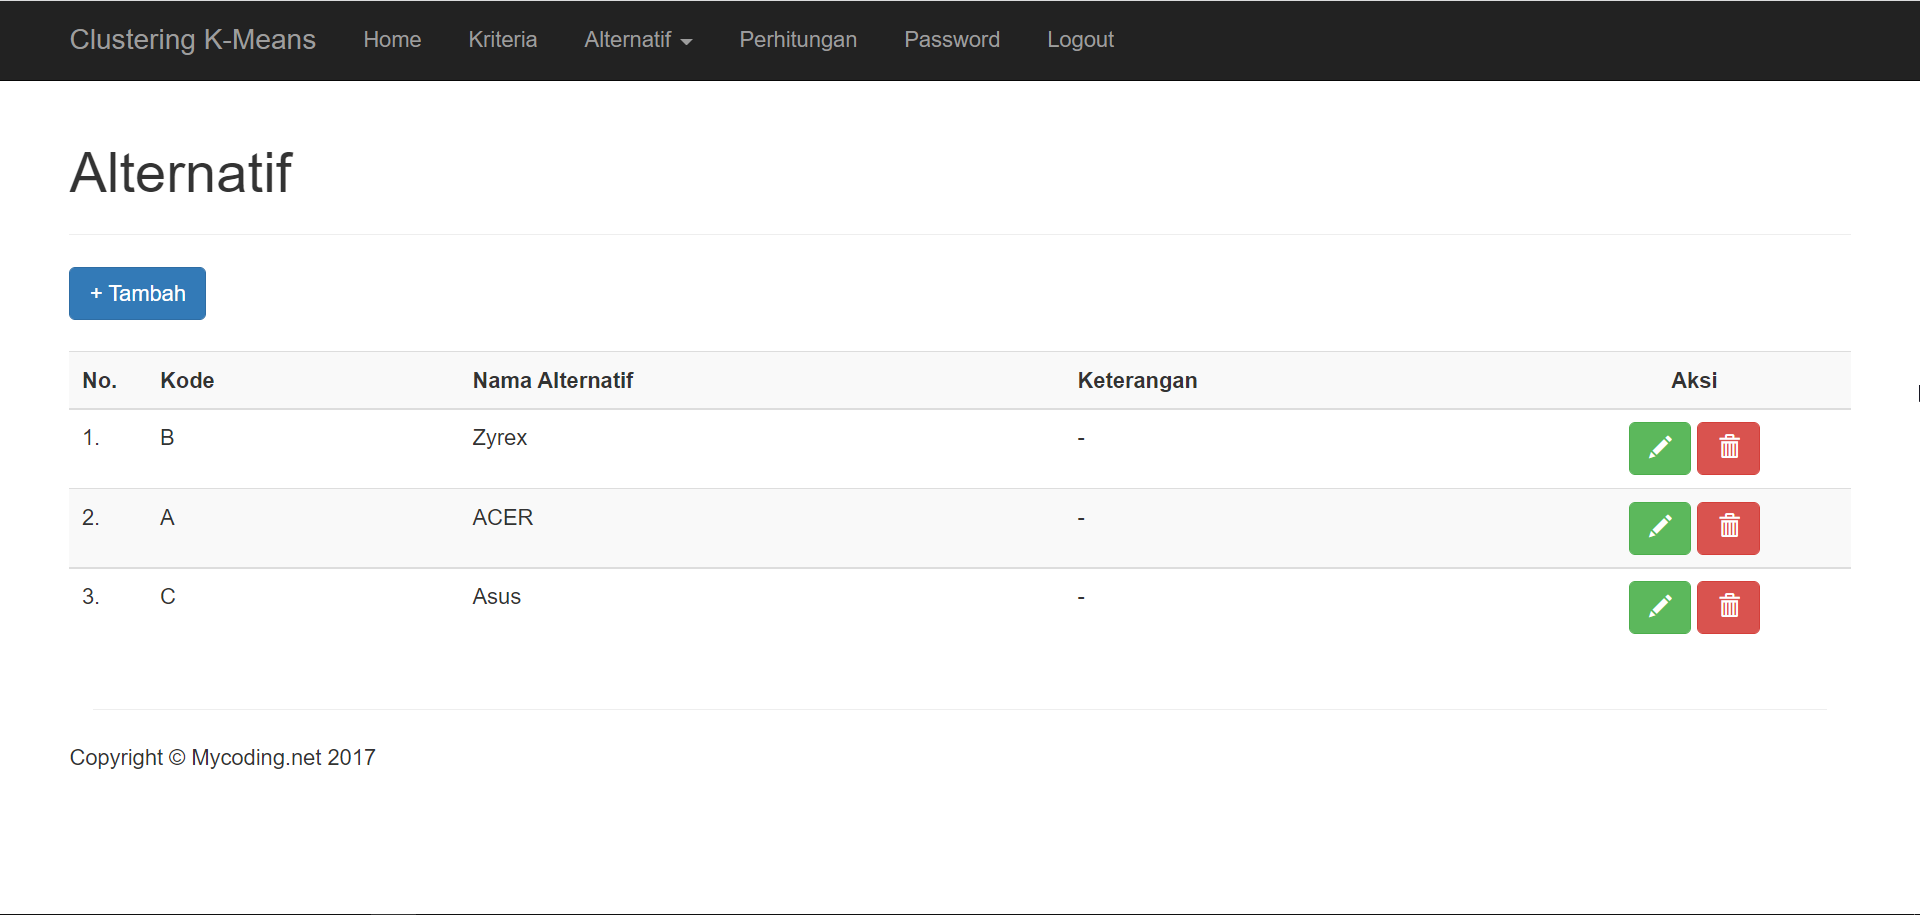 Clustering K-Means Home Kriteria Alternatif Perhitungan Password Logout
Alternatif
+ Tambah
No. Kode Nama Alternatif Keterangan Aksi
1. B Zyrex -
2. A ACER -
3. C Asus -
Copyright © Mycoding.net 2017